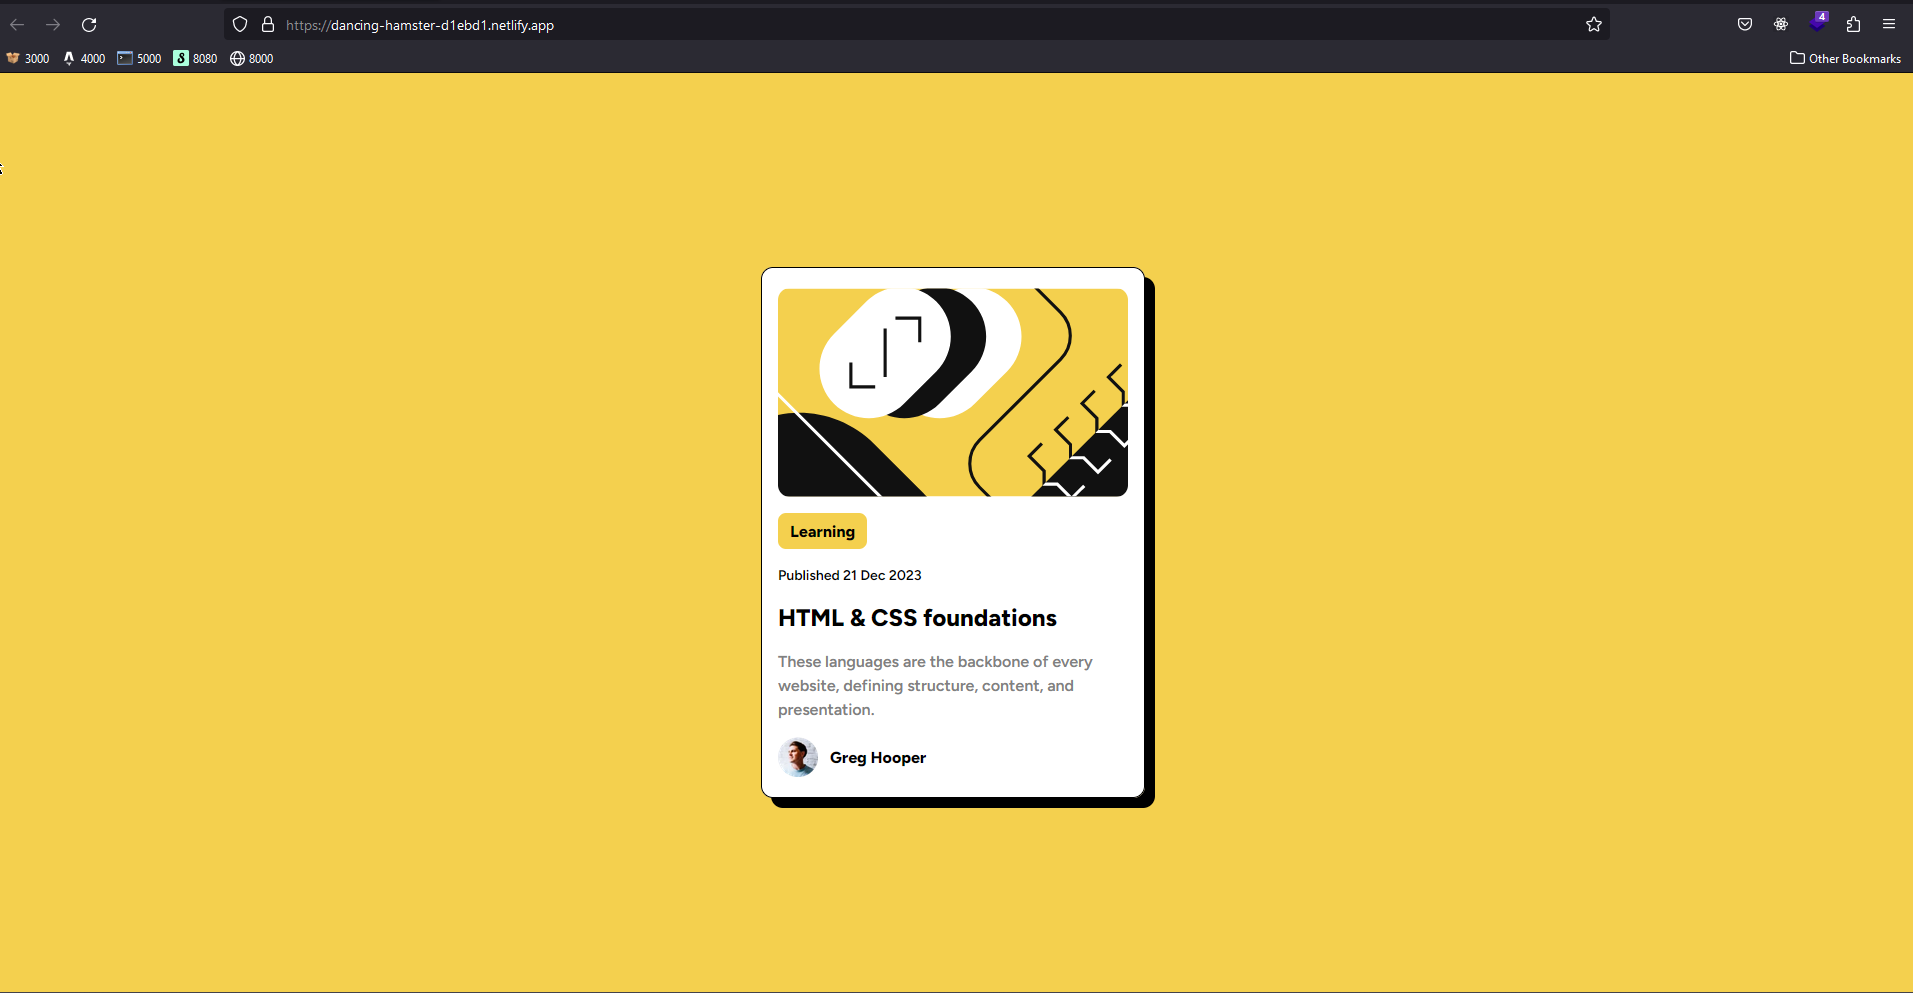 https://dancing-hamster-d1ebd1.netlify.app
4
3000 4000 5000 8 8080 8000 Other Bookmarks
Learning
Published 21 Dec 2023
HTML & CSS foundations
These languages are the backbone of every
website, defining structure, content, and
presentation.
Greg Hooper